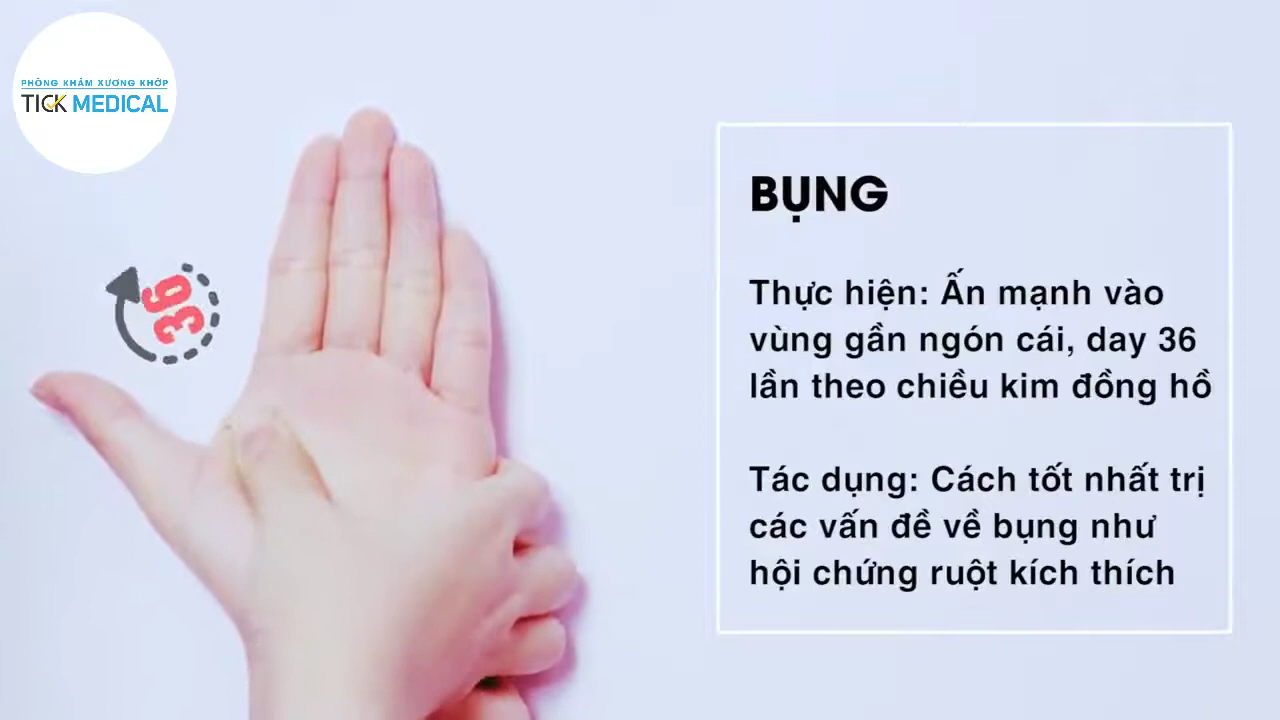 PHÒNG KHÁM XƯƠNG KHỚP
TICK MEDICAL
36
BỤNG
Thực hiện: Ấn mạnh vào
vùng gần ngón cái, day 36
lần theo chiều kim đồng hồ
Tác dụng: Cách tốt nhất trị
các vấn đề về bụng như
hội chứng ruột kích thích